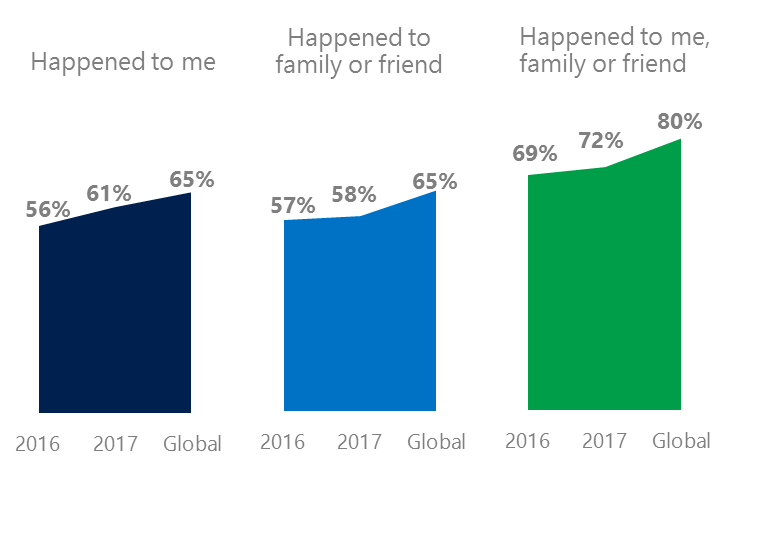 Happened to me
56%
61%
65%
2016
2017
Global
Happened to
family or friend
57%
58%
65%
2016
2017
Global
Happened to me,
family or friend
69%
72%
80%
2016
2017
Global